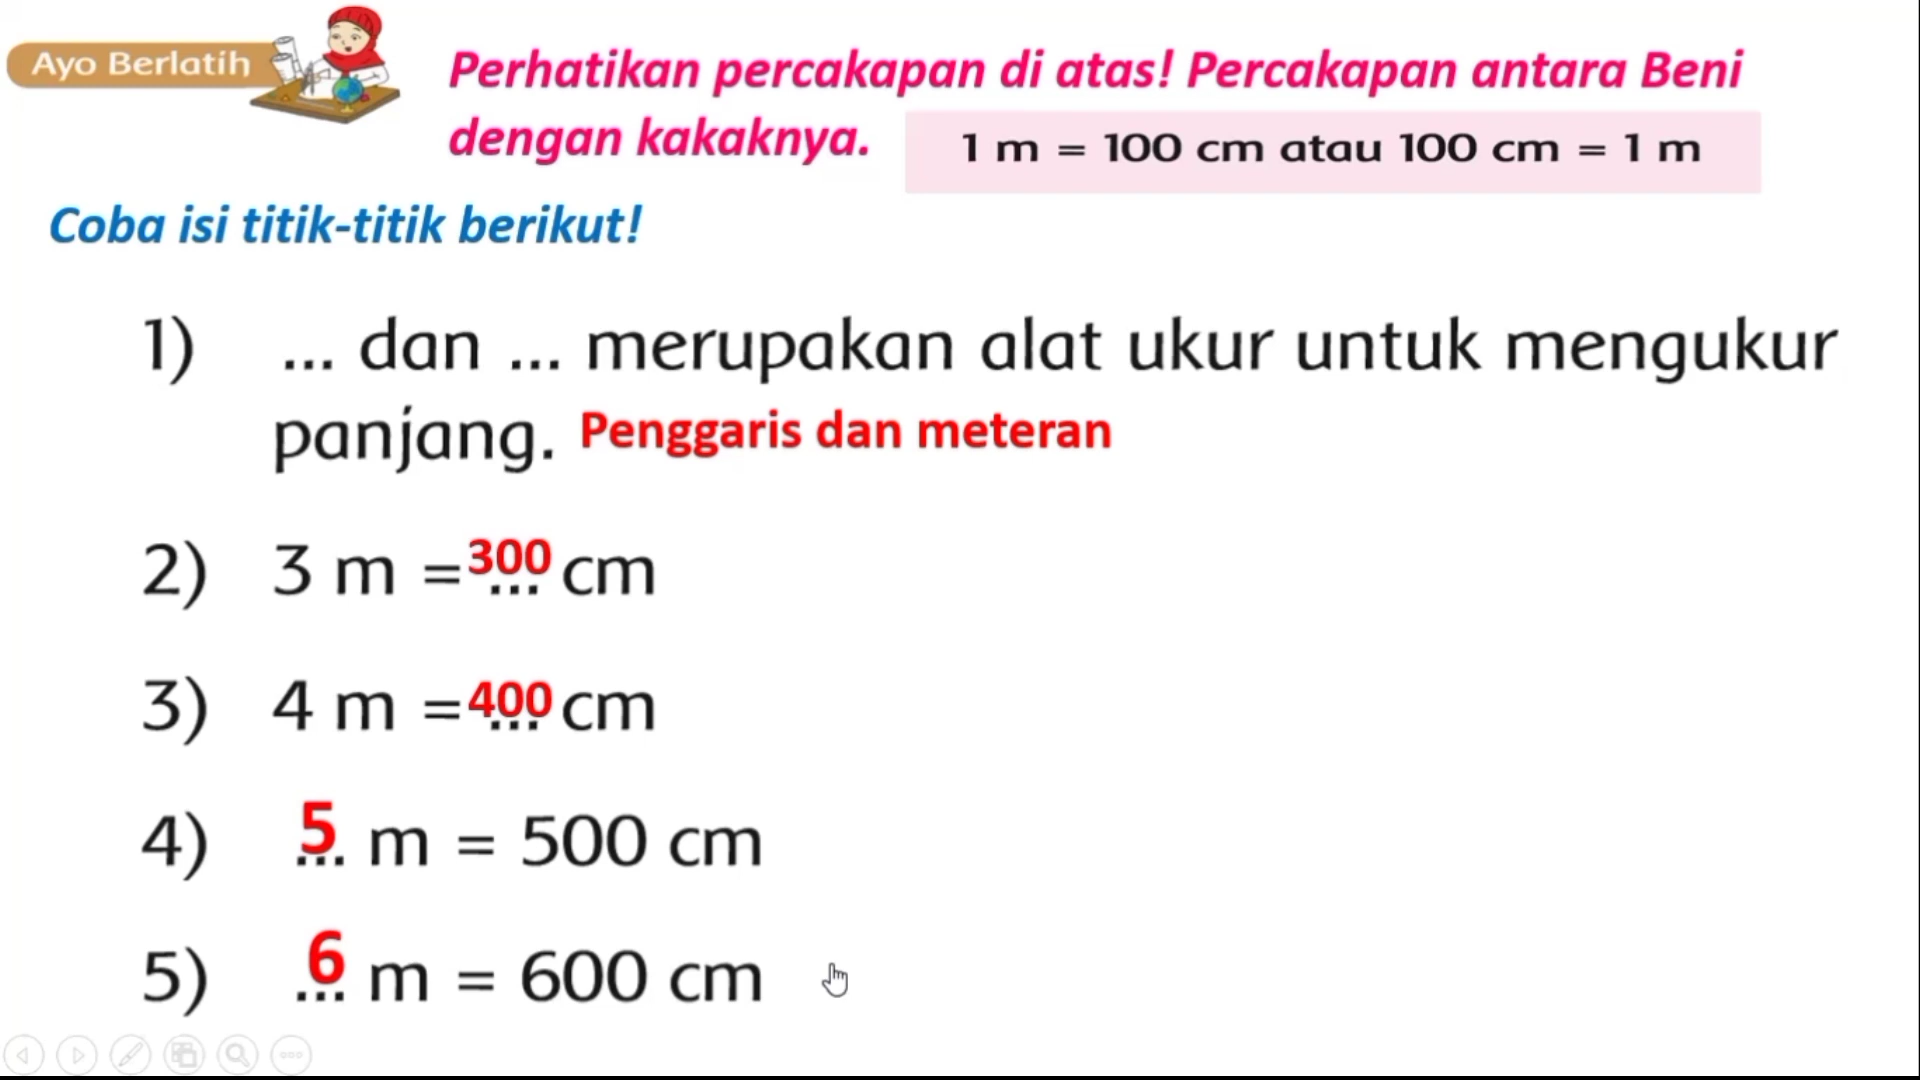 Ayo Berlatih
Perhatikan percakapan di atas! Percakapan antara Beni
dengan kakaknya.
1 m = 100 cm atau 100 cm = 1 m
Coba isi titik-titik berikut!
1) ... dan ... merupakan alat ukur untuk mengukur
panjang. Penggaris dan meteran
2) 3 m = 300 ... cm
3) 4 m = 400 ... cm
4) 5 ... m = 500 cm
5) 6 ... m = 600 cm